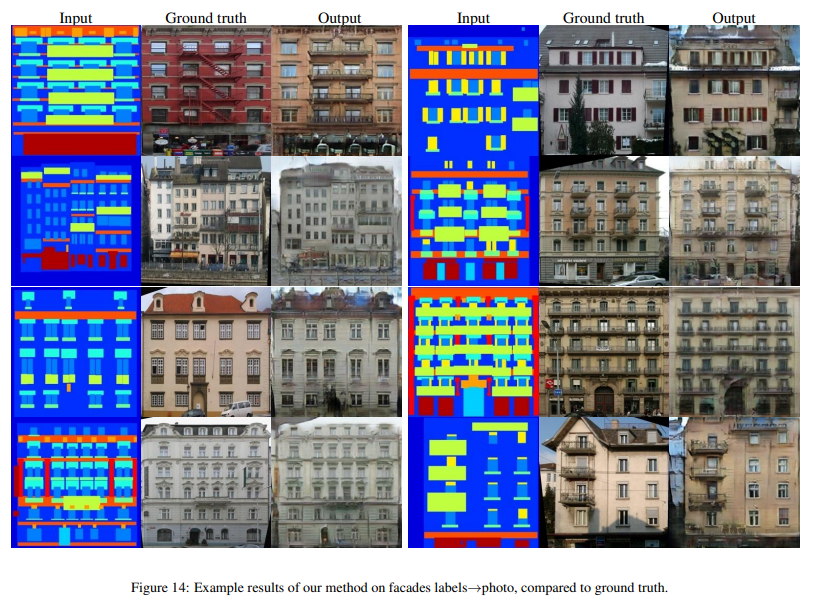 Input Ground truth Output Input Ground truth Output
Figure 14: Example results of our method on facades labels→photo, compared to ground truth.